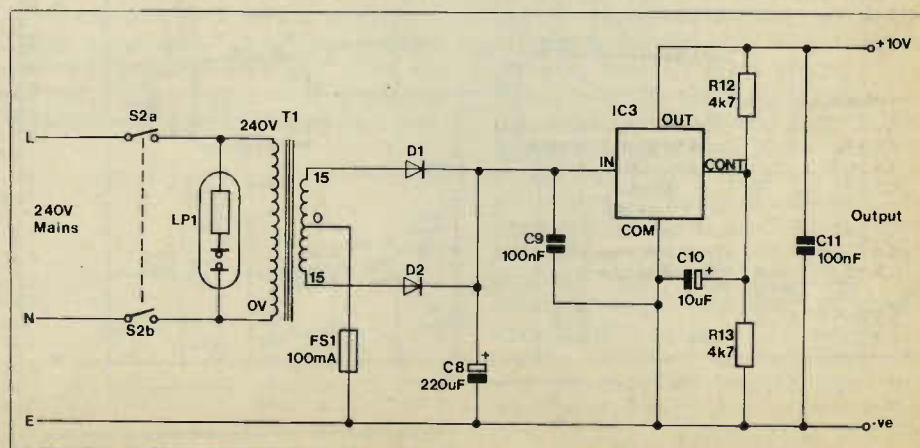 +10V
R12
4k7
S2a
240V
T1
IC3
OUT
L
D1
IN
CONT
15
240V
Mains
LP1
0
COM
Output
C9
100nF
C10
+
10uF
C11
100nF
D2
15
0V
N
S2b
FS1
100mA
R13
4k7
+
C8
220uF
E
-ve